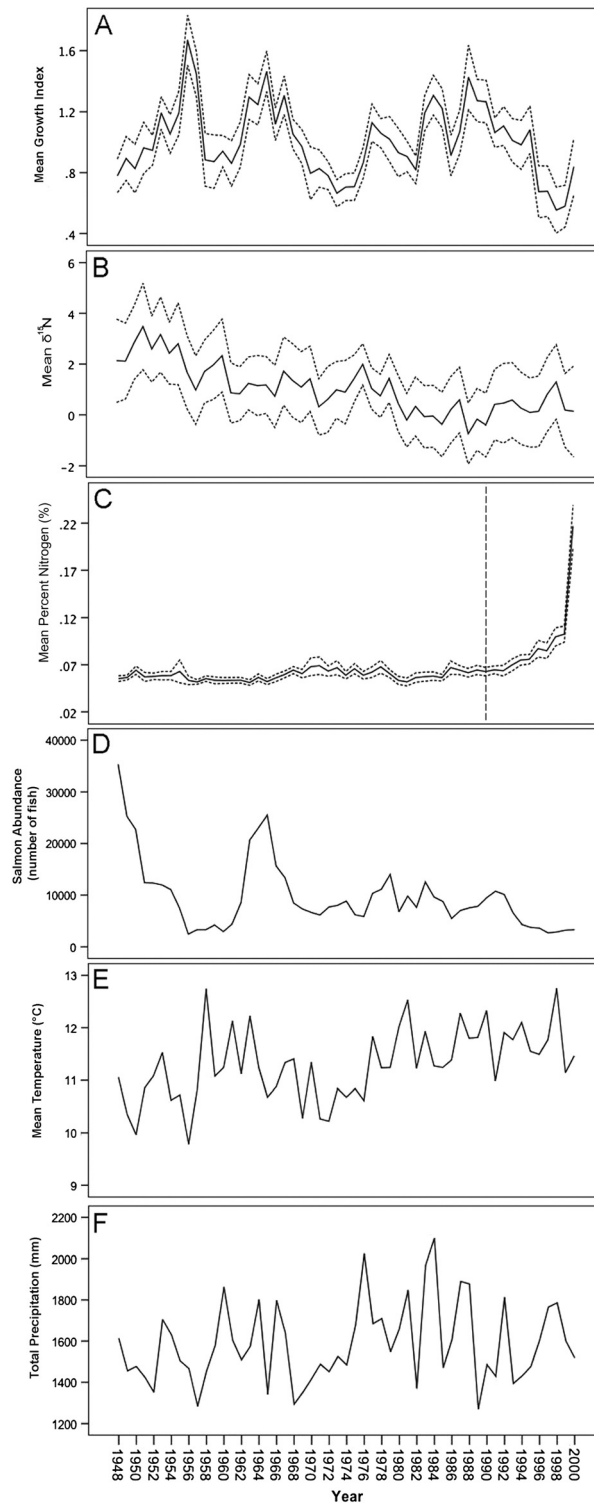 A
Mean Growth Index
1.6
1.2
.8
.4
B
Mean δ¹⁵N
6
4
2
0
-2
C
Mean Percent Nitrogen (%)
.22
.17
.12
.07
.02
D
Salmon Abundance
(number of fish)
40000
30000
20000
10000
0
E
Mean Temperature (°C)
13
12
11
10
9
F
Total Precipitation (mm)
2200
2000
1800
1600
1400
1200
1948 1950 1952 1954 1956 1958 1960 1962 1964 1966 1968 1970 1972 1974 1976 1978 1980 1982 1984 1986 1988 1990 1992 1994 1996 1998 2000
Year